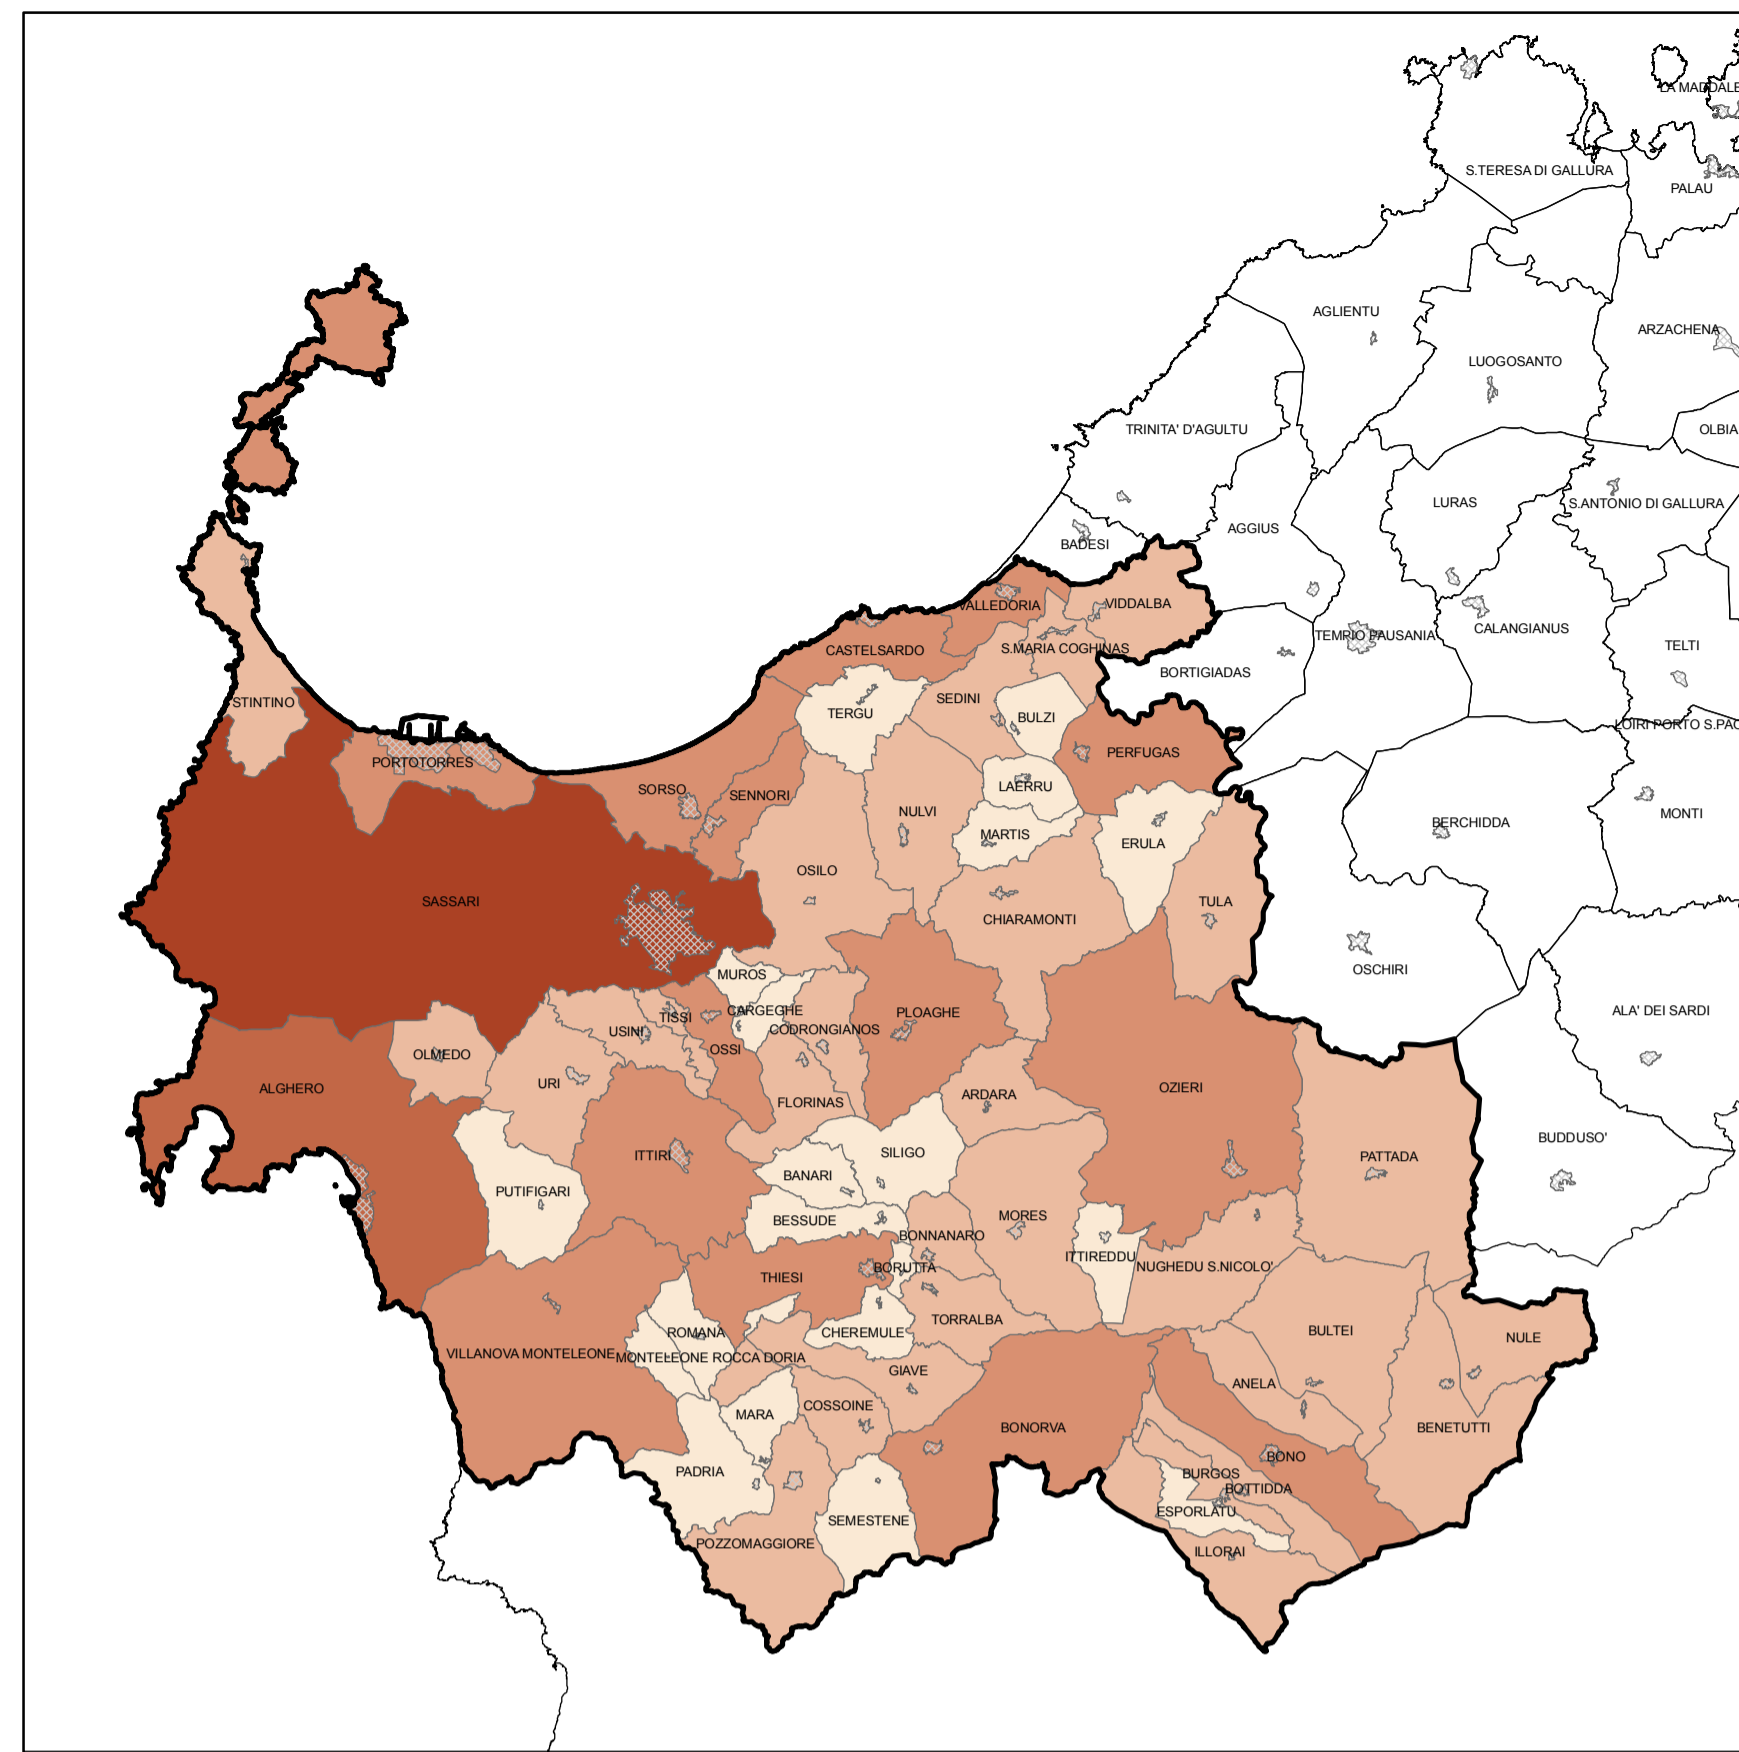 LA MADDALE
S.TERESA DI GALLURA
PALAU
AGLIENTU
ARZACHENA
LUOGOSANTO
TRINITA' D'AGULTU
OLBIA
LURAS
S.ANTONIO DI GALLURA
AGGIUS
BADESI
VALLEDORIA
VIDDALBA
CALANGIANUS
TEMPIO PAUSANIA
TELTI
CASTELSARDO
S.MARIA COGHINAS
BORTIGIADAS
STINTINO
SEDINI
TERGU
BULZI
LOIRI PORTO S.PAO
PORTOTORRES
PERFUGAS
SORSO
SENNORI
LAERRU
NULVI
MONTI
BERCHIDDA
MARTIS
ERULA
OSILO
SASSARI
TULA
CHIARAMONTI
OSCHIRI
MUROS
CARGEGHE
PLOAGHE
ALA' DEI SARDI
TISSI
USINI
CODRONGIANOS
OSSI
OLMEDO
URI
ALGHERO
OZIERI
ARDARA
FLORINAS
BUDDUSO'
SILIGO
ITTIRI
PATTADA
BANARI
PUTIFIGARI
MORES
BESSUDE
BONNANARO
ITTIREDDU
NUGHEDU S.NICOLO'
BORUTTA
THIESI
TORRALBA
ROMANA
CHEREMULE
BULTEI
NULE
VILLANOVA MONTELEONE
MONTELEONE ROCCA DORIA
GIAVE
ANELA
COSSOINE
MARA
BONORVA
BENETUTTI
BONO
PADRIA
BURGOS
BOTTIDDA
ESPORLATU
SEMESTENE
POZZOMAGGIORE
ILLORAI